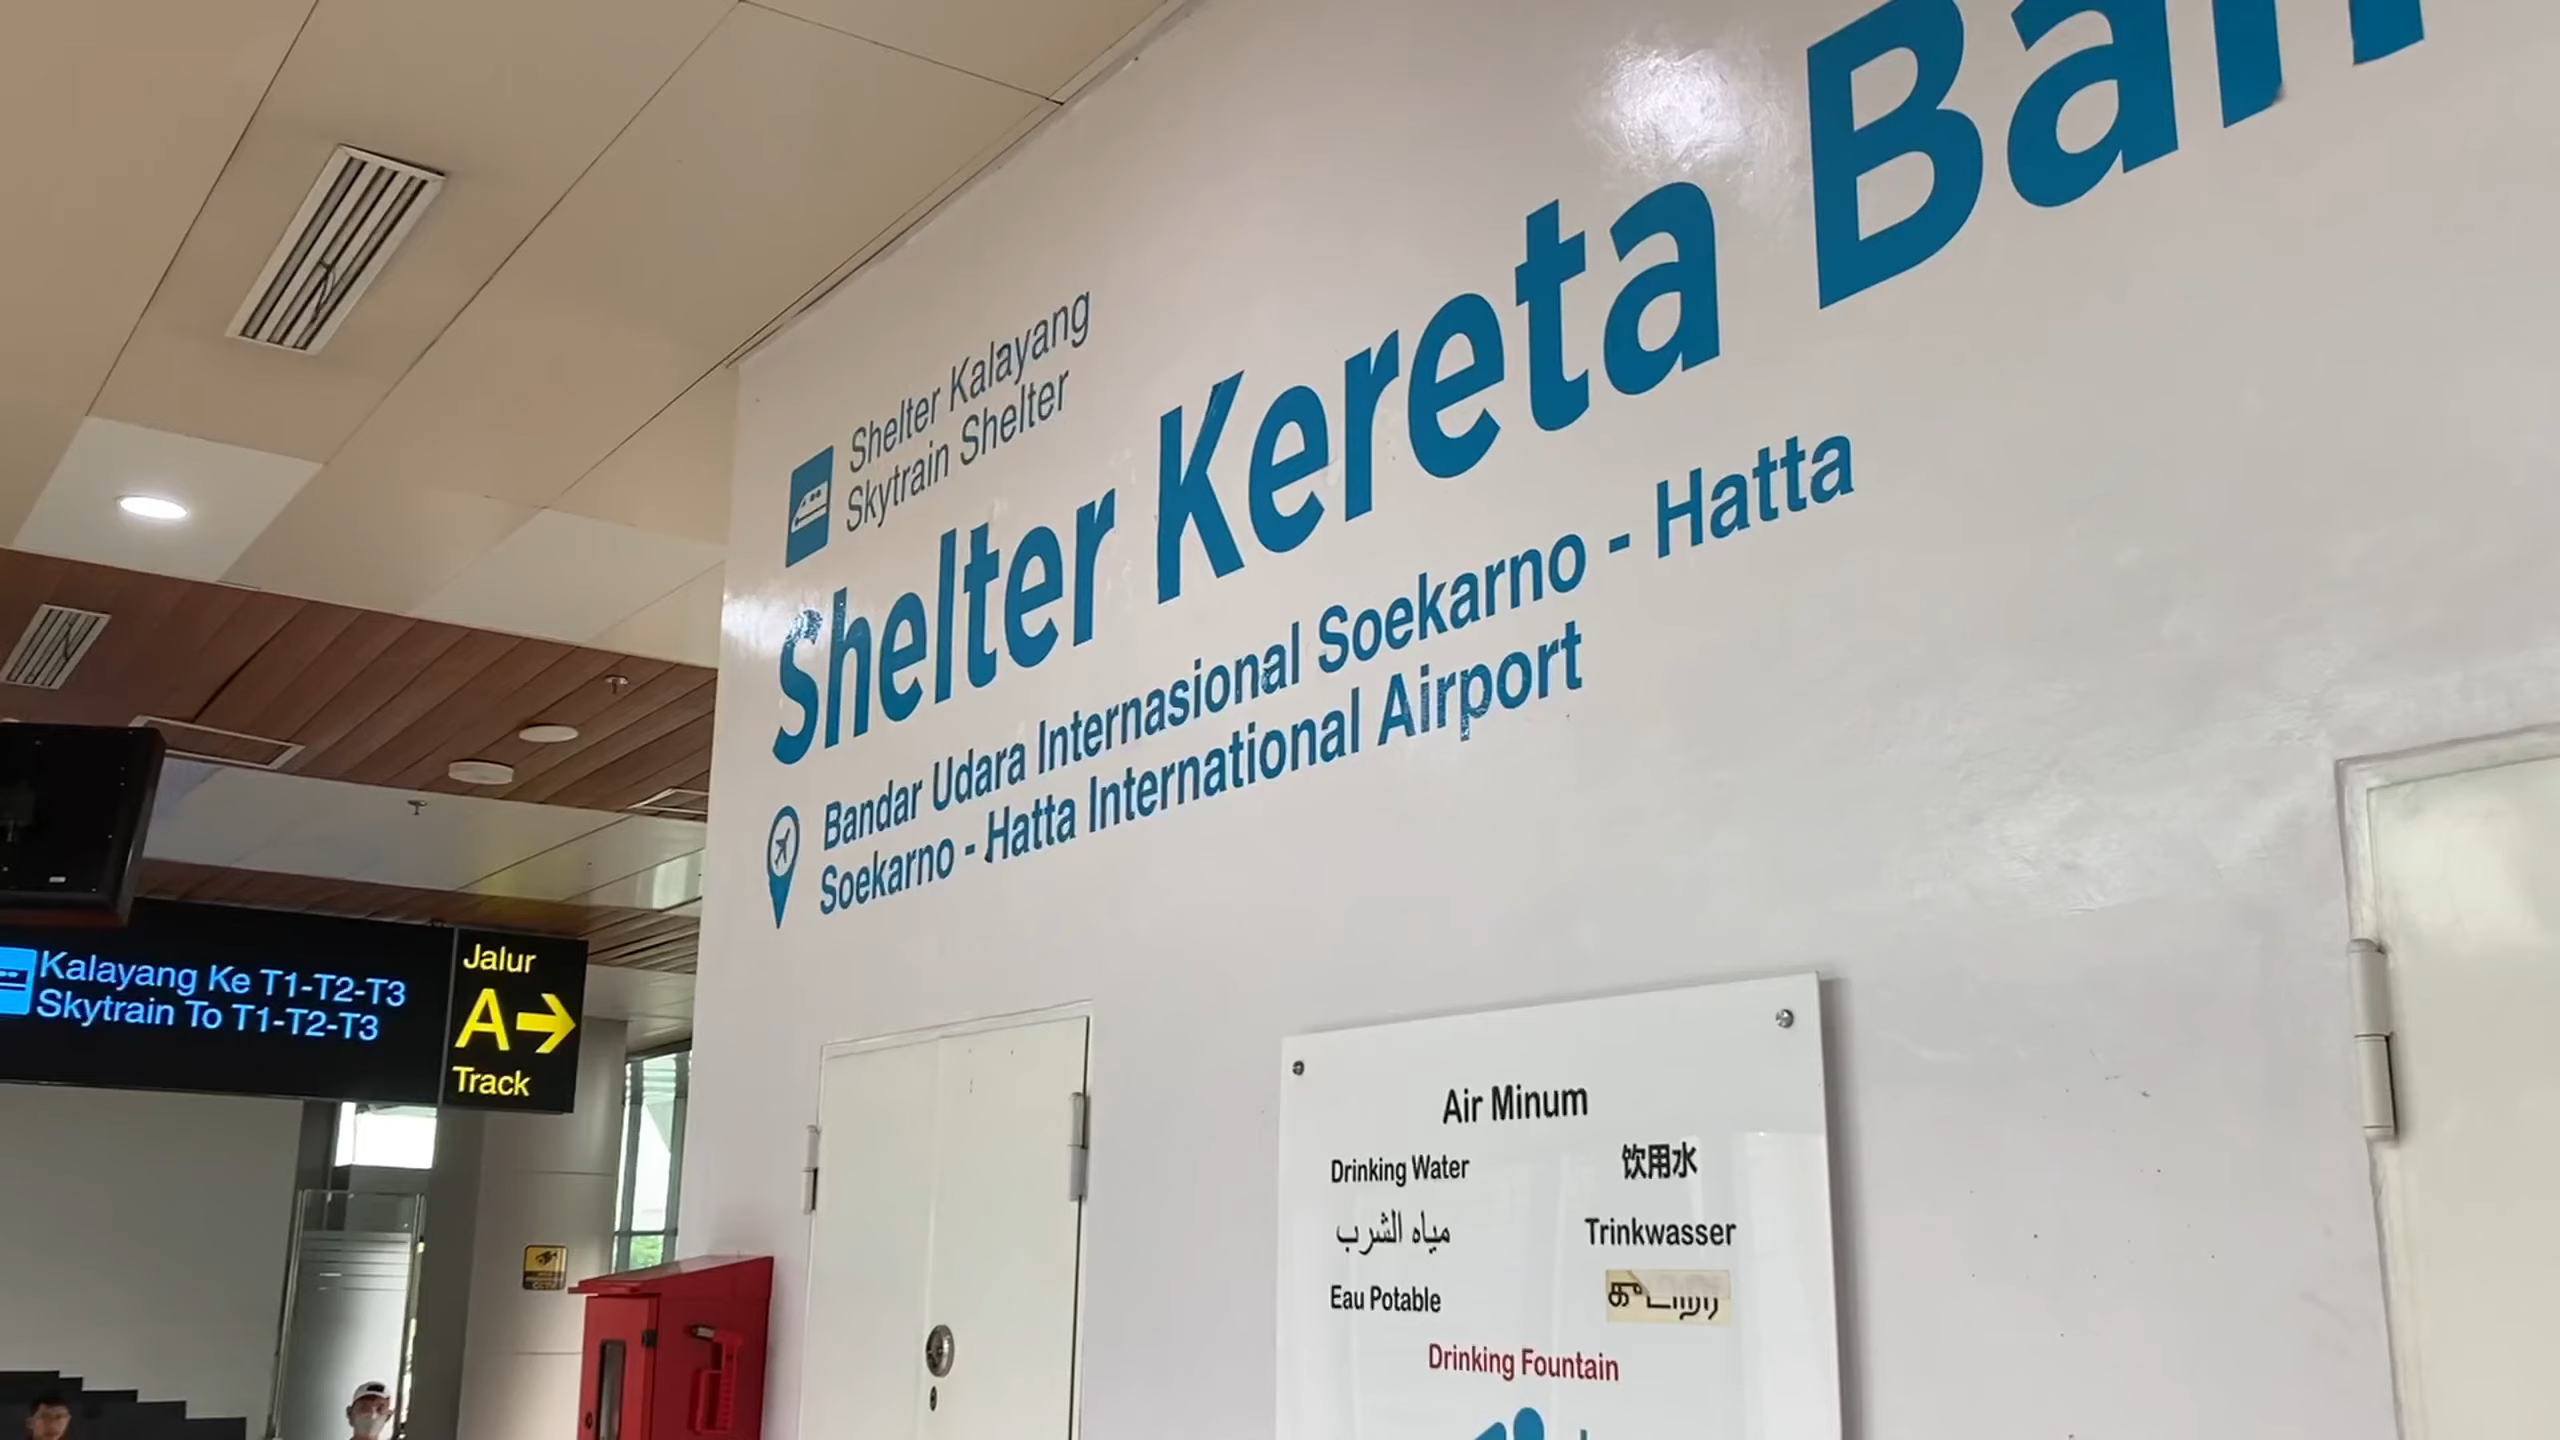 Shelter Kalayang
Skytrain Shelter
Shelter Kereta Ban
Bandar Udara Internasional Soekarno - Hatta
Soekarno - Hatta International Airport
Kalayang Ke T1-T2-T3
Skytrain To T1-T2-T3
Jalur
A
Track
Air Minum
Drinking Water
饮用水
مياه الشرب
Trinkwasser
Eau Potable
Drinking Fountain